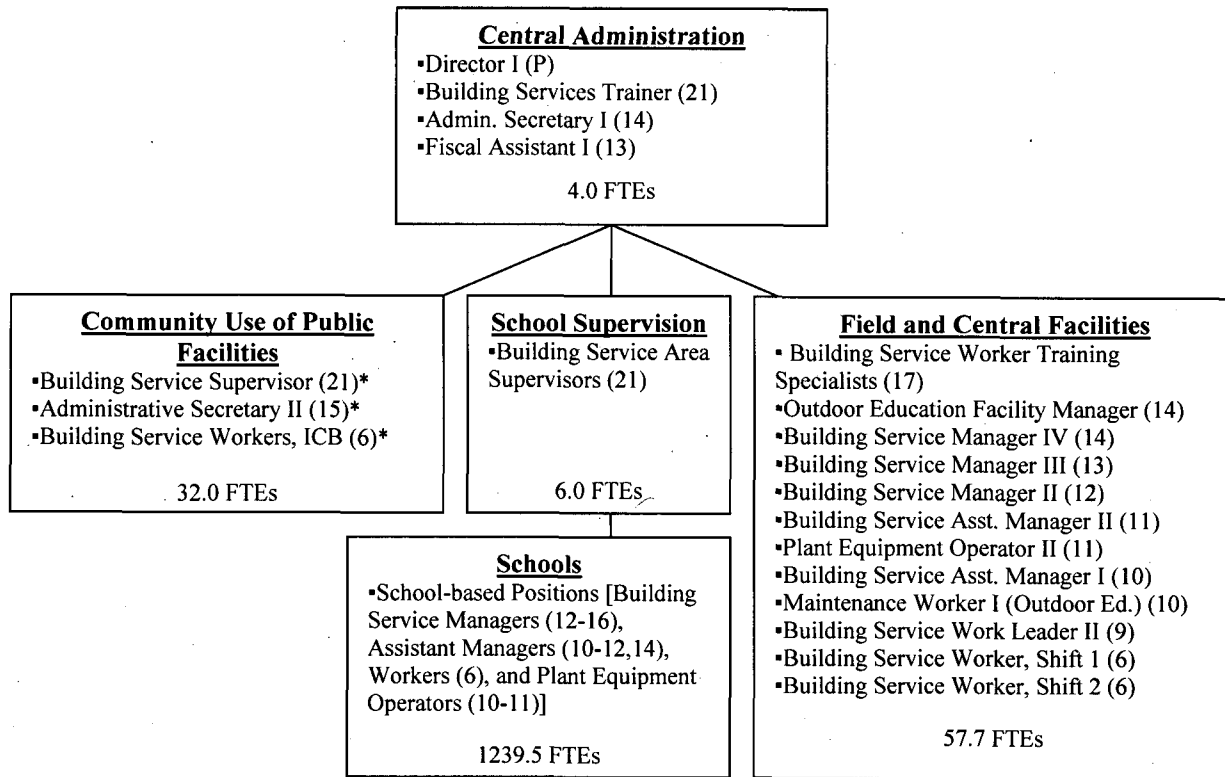 Central Administration
▪Director I (P)
▪Building Services Trainer (21)
▪Admin. Secretary I (14)
▪Fiscal Assistant I (13)
4.0 FTEs
Community Use of Public
Facilities
▪Building Service Supervisor (21)*
▪Administrative Secretary II (15)*
▪Building Service Workers, ICB (6)*
32.0 FTEs
School Supervision
▪Building Service Area
Supervisors (21)
6.0 FTEs
Schools
▪School-based Positions [Building
Service Managers (12-16),
Assistant Managers (10-12,14),
Workers (6), and Plant Equipment
Operators (10-11)]
1239.5 FTEs
Field and Central Facilities
▪ Building Service Worker Training
Specialists (17)
▪Outdoor Education Facility Manager (14)
▪Building Service Manager IV (14)
▪Building Service Manager III (13)
▪Building Service Manager II (12)
▪Building Service Asst. Manager II (11)
▪Plant Equipment Operator II (11)
▪Building Service Asst. Manager I (10)
▪Maintenance Worker I (Outdoor Ed.) (10)
▪Building Service Work Leader II (9)
▪Building Service Worker, Shift 1 (6)
▪Building Service Worker, Shift 2 (6)
57.7 FTEs